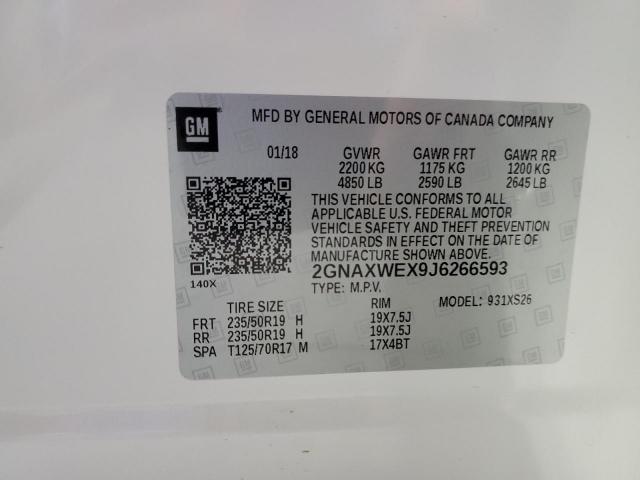 GM
MFD BY GENERAL MOTORS OF CANADA COMPANY
01/18 GVWR GAWR FRT GAWR RR
2200 KG 1175 KG 1200 KG
4850 LB 2590 LB 2645 LB
THIS VEHICLE CONFORMS TO ALL
APPLICABLE U.S. FEDERAL MOTOR
VEHICLE SAFETY AND THEFT PREVENTION
STANDARDS IN EFFECT ON THE DATE OF
MANUFACTURE SHOWN ABOVE.
2GNAXWEX9J6266593
140X TYPE: M.P.V. MODEL: 931XS26
TIRE SIZE RIM
FRT 235/50R19 H 19X7.5J
RR 235/50R19 H 19X7.5J
SPA T125/70R17 M 17X4BT